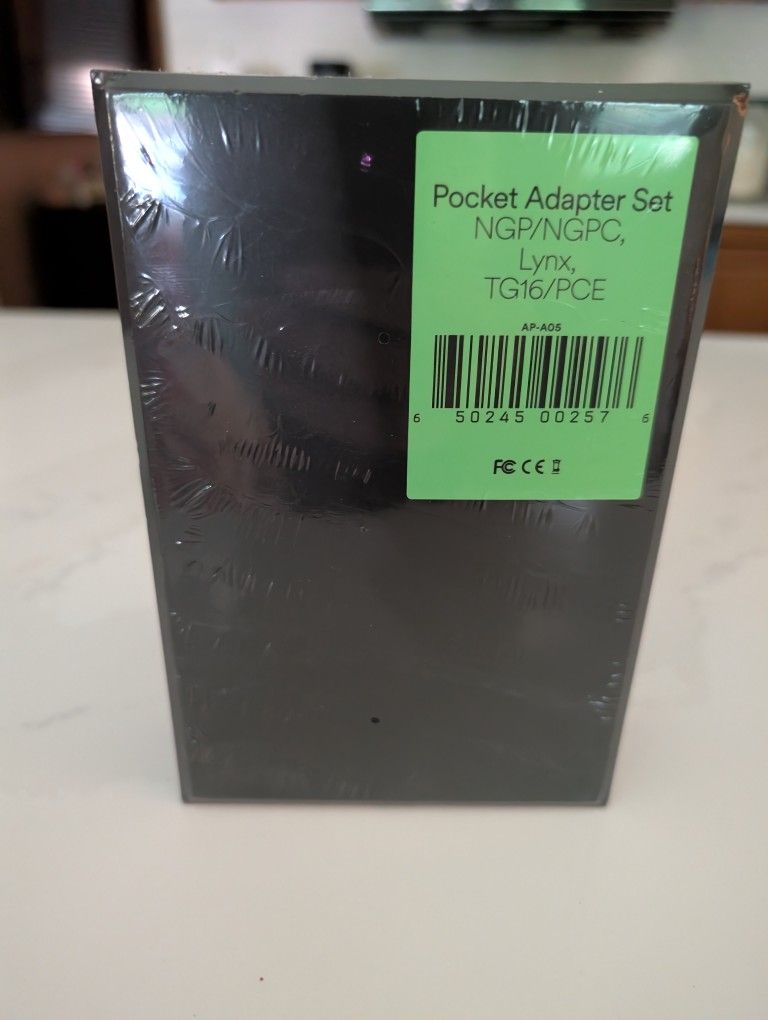 Pocket Adapter Set
NGP/NGPC,
Lynx,
TG16/PCE
AP-A05
6 50245 00257 6
FC CE